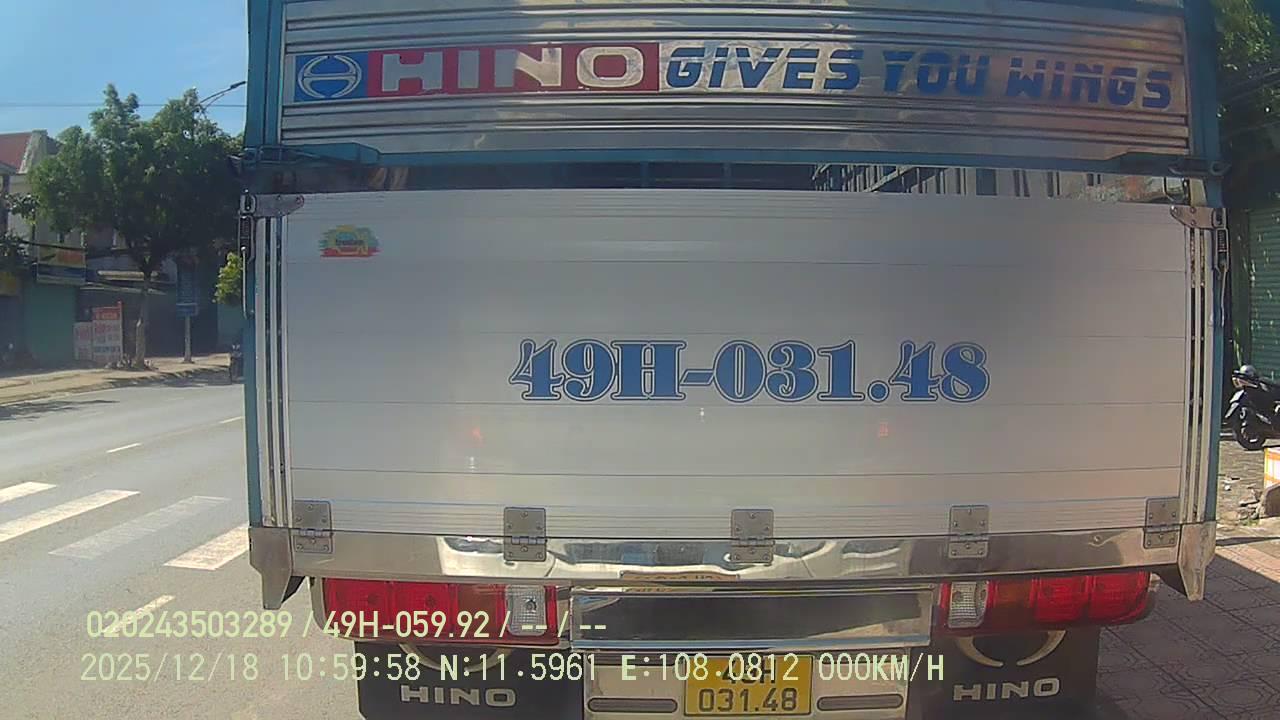 HINO GIVES YOU WINGS
49H-031.48
020243503289 / 49H-059.92 / -- / --
2025/12/18 10:59:58 N:11.5961 E:108.0812 000KM/H
HINO
49H
031.48
HINO